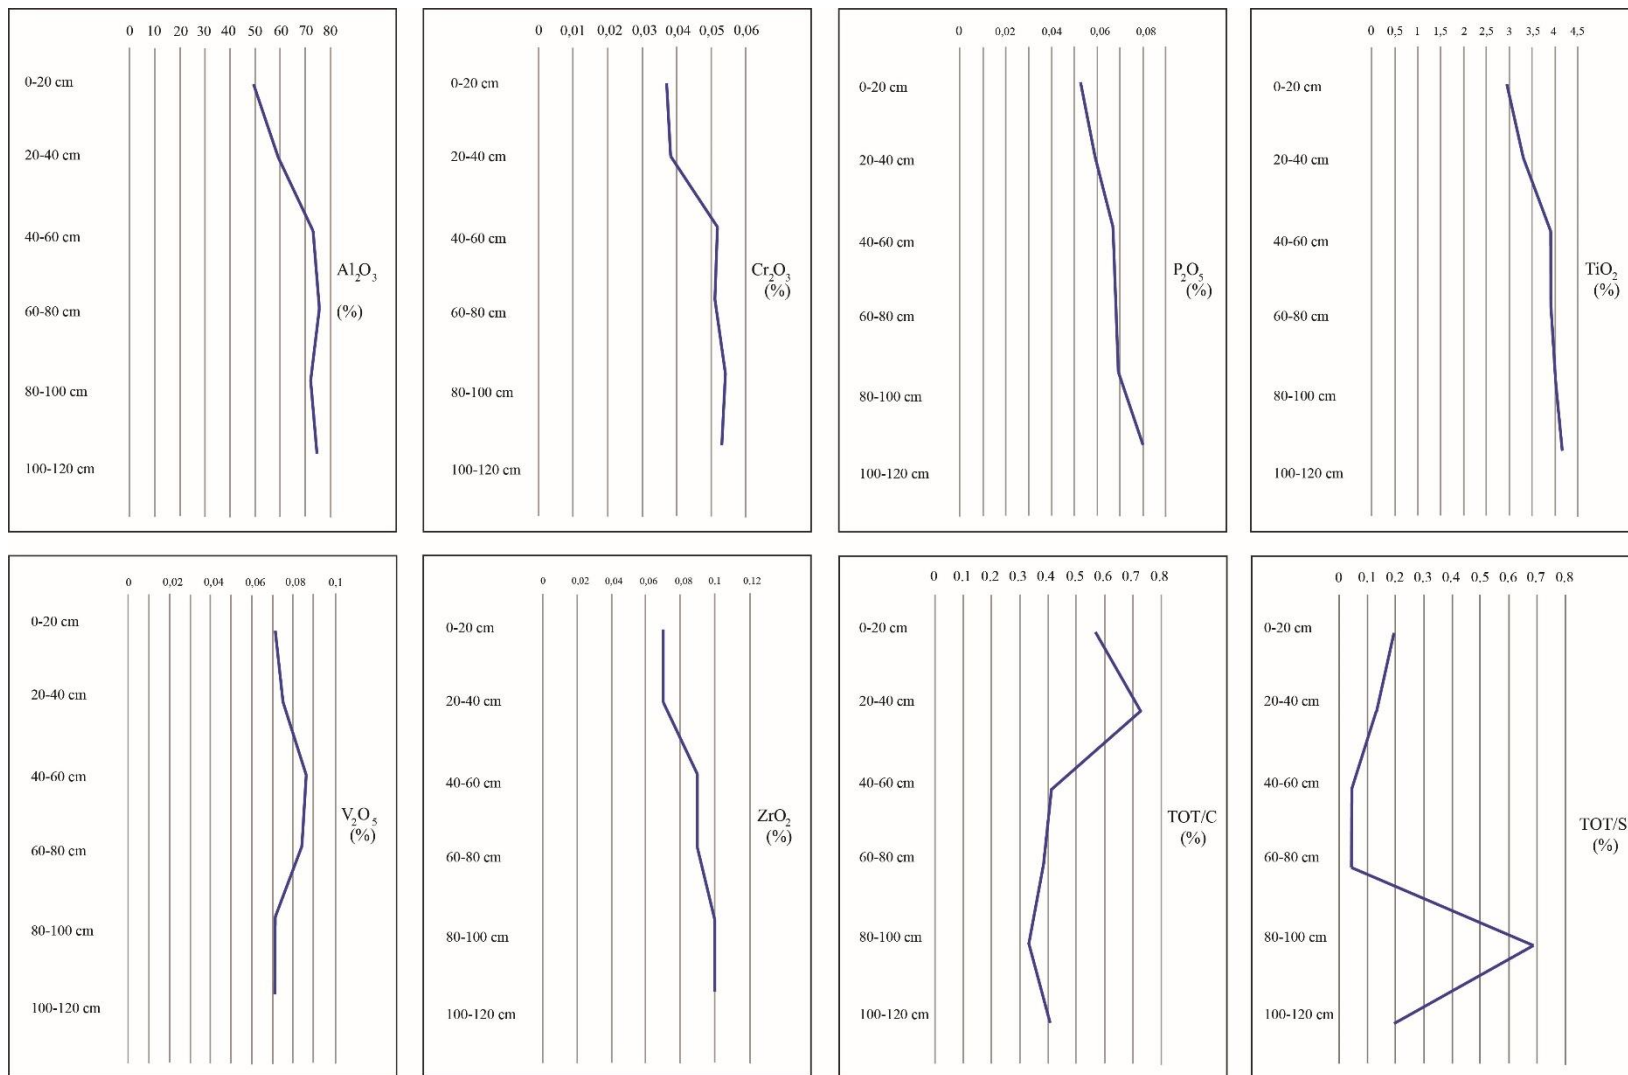 0 10 20 30 40 50 60 70 80
0-20 cm
20-40 cm
40-60 cm
Al₂O₃
(%)
60-80 cm
80-100 cm
100-120 cm
0 0,01 0,02 0,03 0,04 0,05 0,06
0-20 cm
20-40 cm
40-60 cm
Cr₂O₃
(%)
60-80 cm
80-100 cm
100-120 cm
0 0,02 0,04 0,06 0,08
0-20 cm
20-40 cm
40-60 cm
P₂O₅
(%)
60-80 cm
80-100 cm
100-120 cm
0 0,5 1 1,5 2 2,5 3 3,5 4 4,5
0-20 cm
20-40 cm
40-60 cm
TiO₂
(%)
60-80 cm
80-100 cm
100-120 cm
0 0,02 0,04 0,06 0,08 0,1
0-20 cm
20-40 cm
40-60 cm
V₂O₅
(%)
60-80 cm
80-100 cm
100-120 cm
0 0,02 0,04 0,06 0,08 0,1 0,12
0-20 cm
20-40 cm
40-60 cm
ZrO₂
(%)
60-80 cm
80-100 cm
100-120 cm
0 0,1 0,2 0,3 0,4 0,5 0,6 0,7 0,8
0-20 cm
20-40 cm
40-60 cm
TOT/C
(%)
60-80 cm
80-100 cm
100-120 cm
0 0,1 0,2 0,3 0,4 0,5 0,6 0,7 0,8
0-20 cm
20-40 cm
40-60 cm
TOT/S
(%)
60-80 cm
80-100 cm
100-120 cm